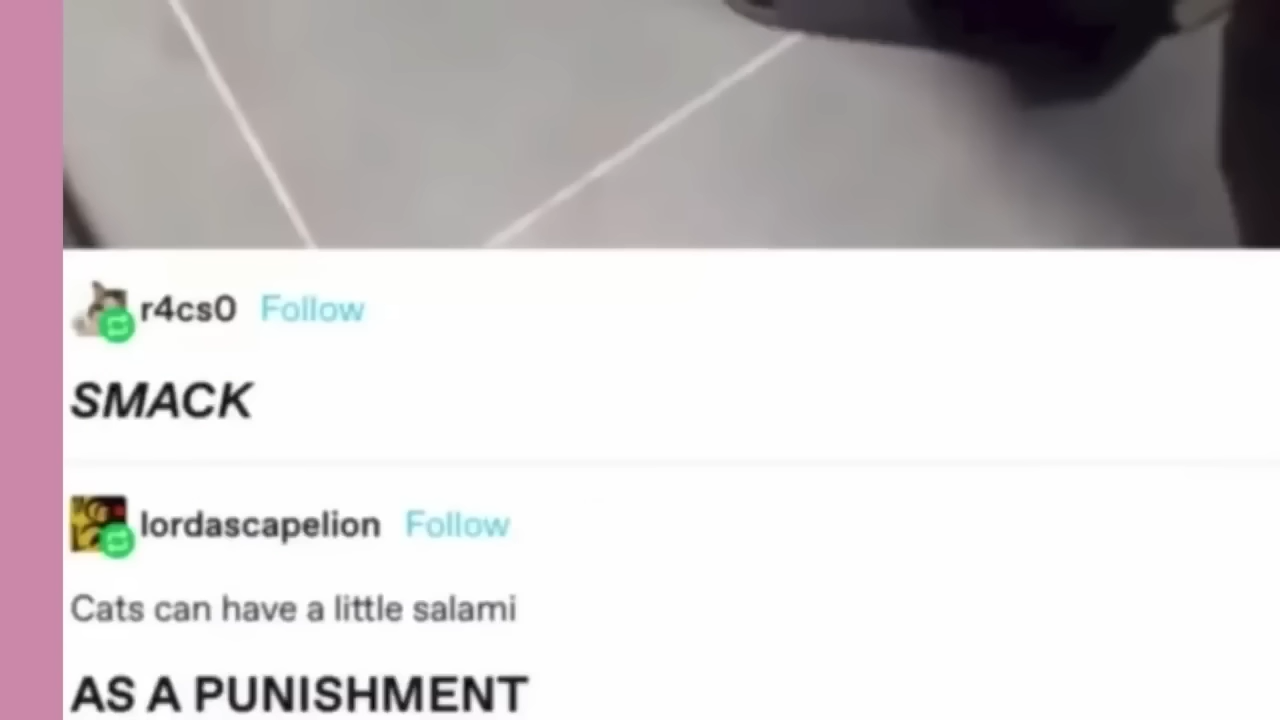 r4cs0 Follow
SMACK
lordascapelion Follow
Cats can have a little salami
AS A PUNISHMENT